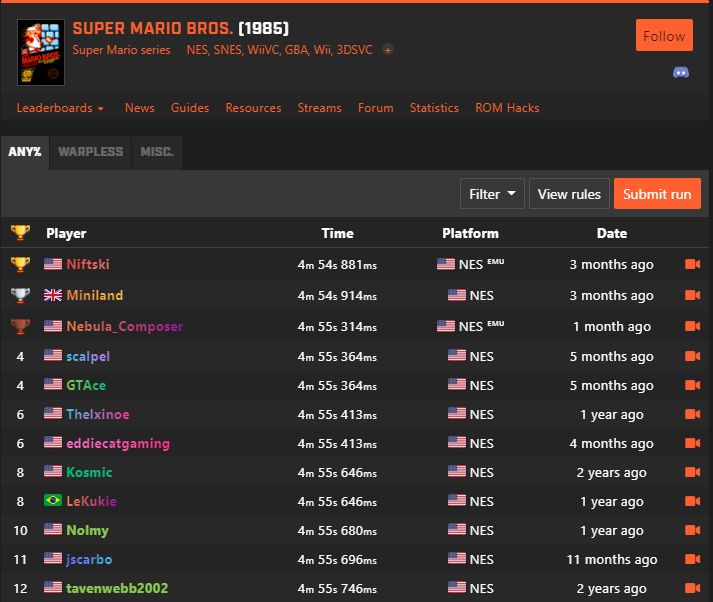 SUPER MARIO BROS. (1985)
Super Mario series NES, SNES, WiiVC, GBA, Wii, 3DSVC +
Follow
Leaderboards News Guides Resources Streams Forum Statistics ROM Hacks
ANY% WARPLESS MISC.
Filter View rules Submit run
Player Time Platform Date
Niftski 4m 54s 881ms NES EMU 3 months ago
Miniland 4m 54s 914ms NES 3 months ago
Nebula_Composer 4m 55s 314ms NES EMU 1 month ago
4 scalpel 4m 55s 364ms NES 5 months ago
4 GTAce 4m 55s 364ms NES 5 months ago
6 Thelxinoe 4m 55s 413ms NES 1 year ago
6 eddiecatgaming 4m 55s 413ms NES 4 months ago
8 Kosmic 4m 55s 646ms NES 2 years ago
8 LeKukie 4m 55s 646ms NES 1 year ago
10 Nolmy 4m 55s 680ms NES 1 year ago
11 jscarbo 4m 55s 696ms NES 11 months ago
12 tavenwebb2002 4m 55s 746ms NES 2 years ago